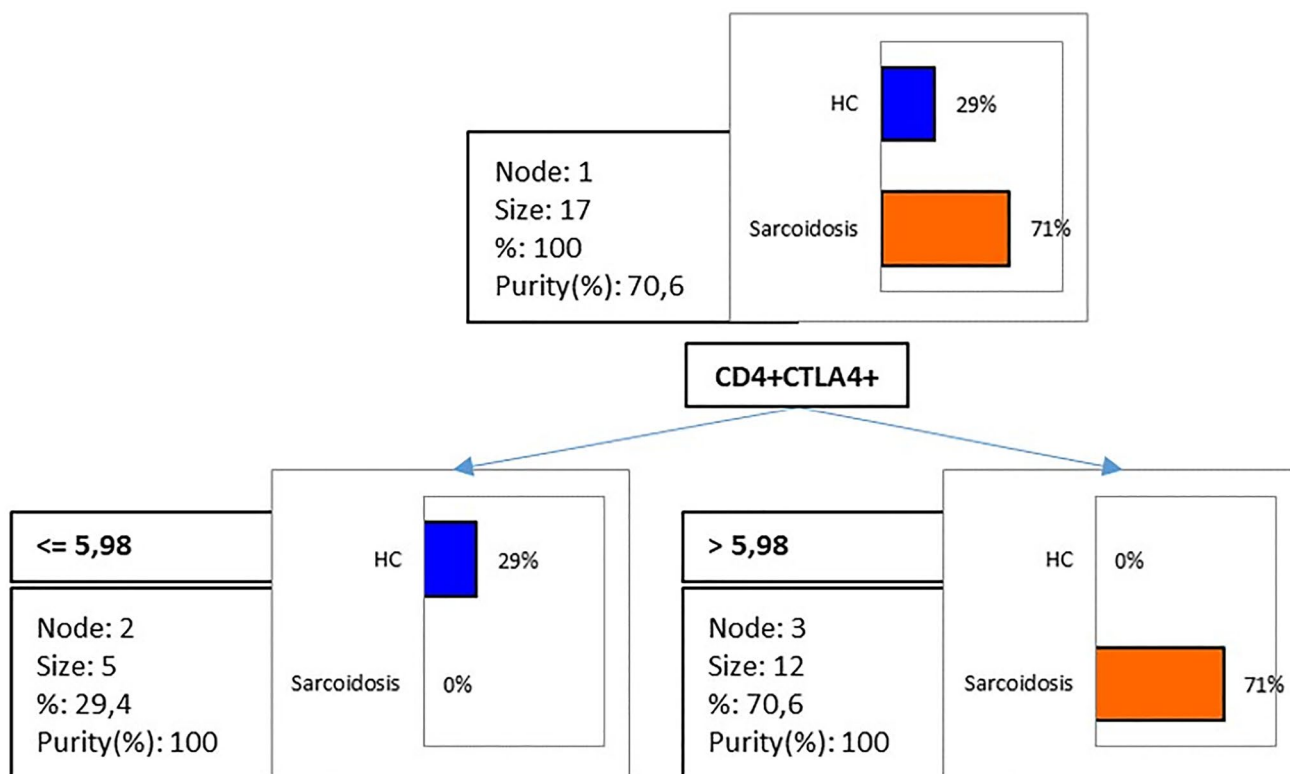 HC 29%
Node: 1
Size: 17
%: 100
Purity(%): 70,6
Sarcoidosis 71%
CD4+CTLA4+
<= 5,98
HC 29%
Node: 2
Size: 5
%: 29,4
Purity(%): 100
Sarcoidosis 0%
> 5,98
HC 0%
Node: 3
Size: 12
%: 70,6
Purity(%): 100
Sarcoidosis 71%